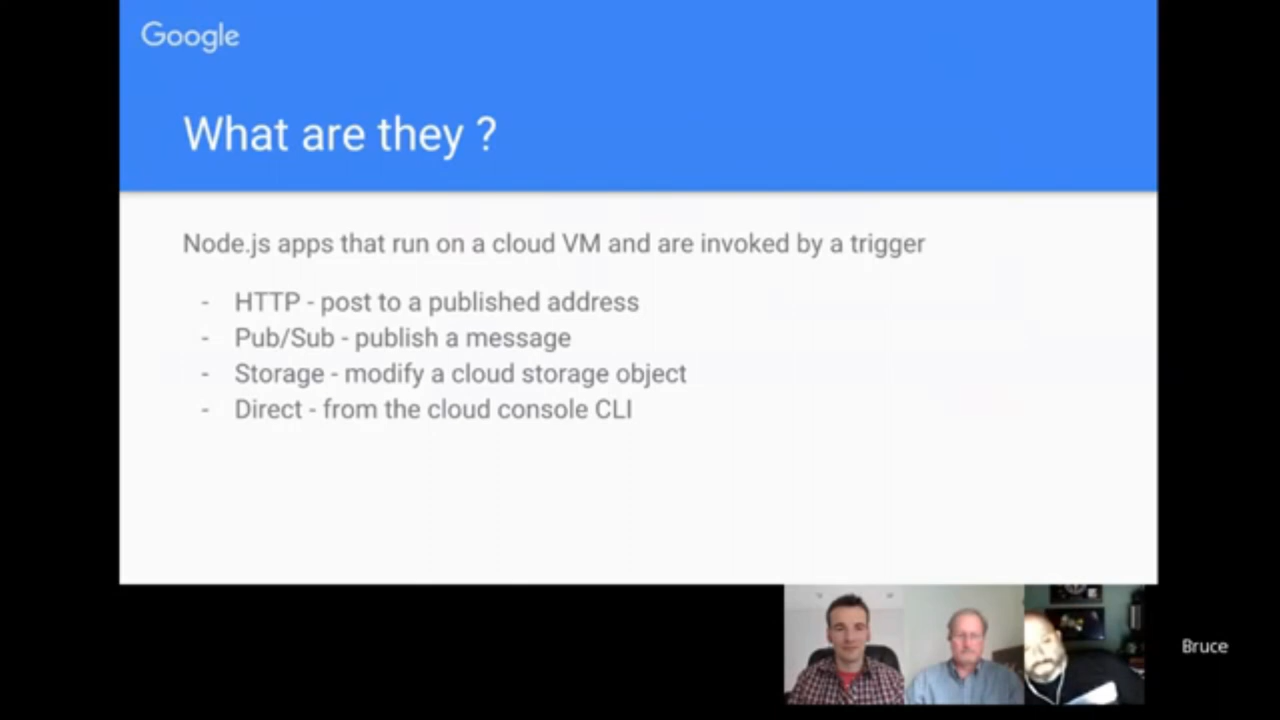 Google
What are they ?
Node.js apps that run on a cloud VM and are invoked by a trigger
- HTTP - post to a published address
- Pub/Sub - publish a message
- Storage - modify a cloud storage object
- Direct - from the cloud console CLI
Bruce